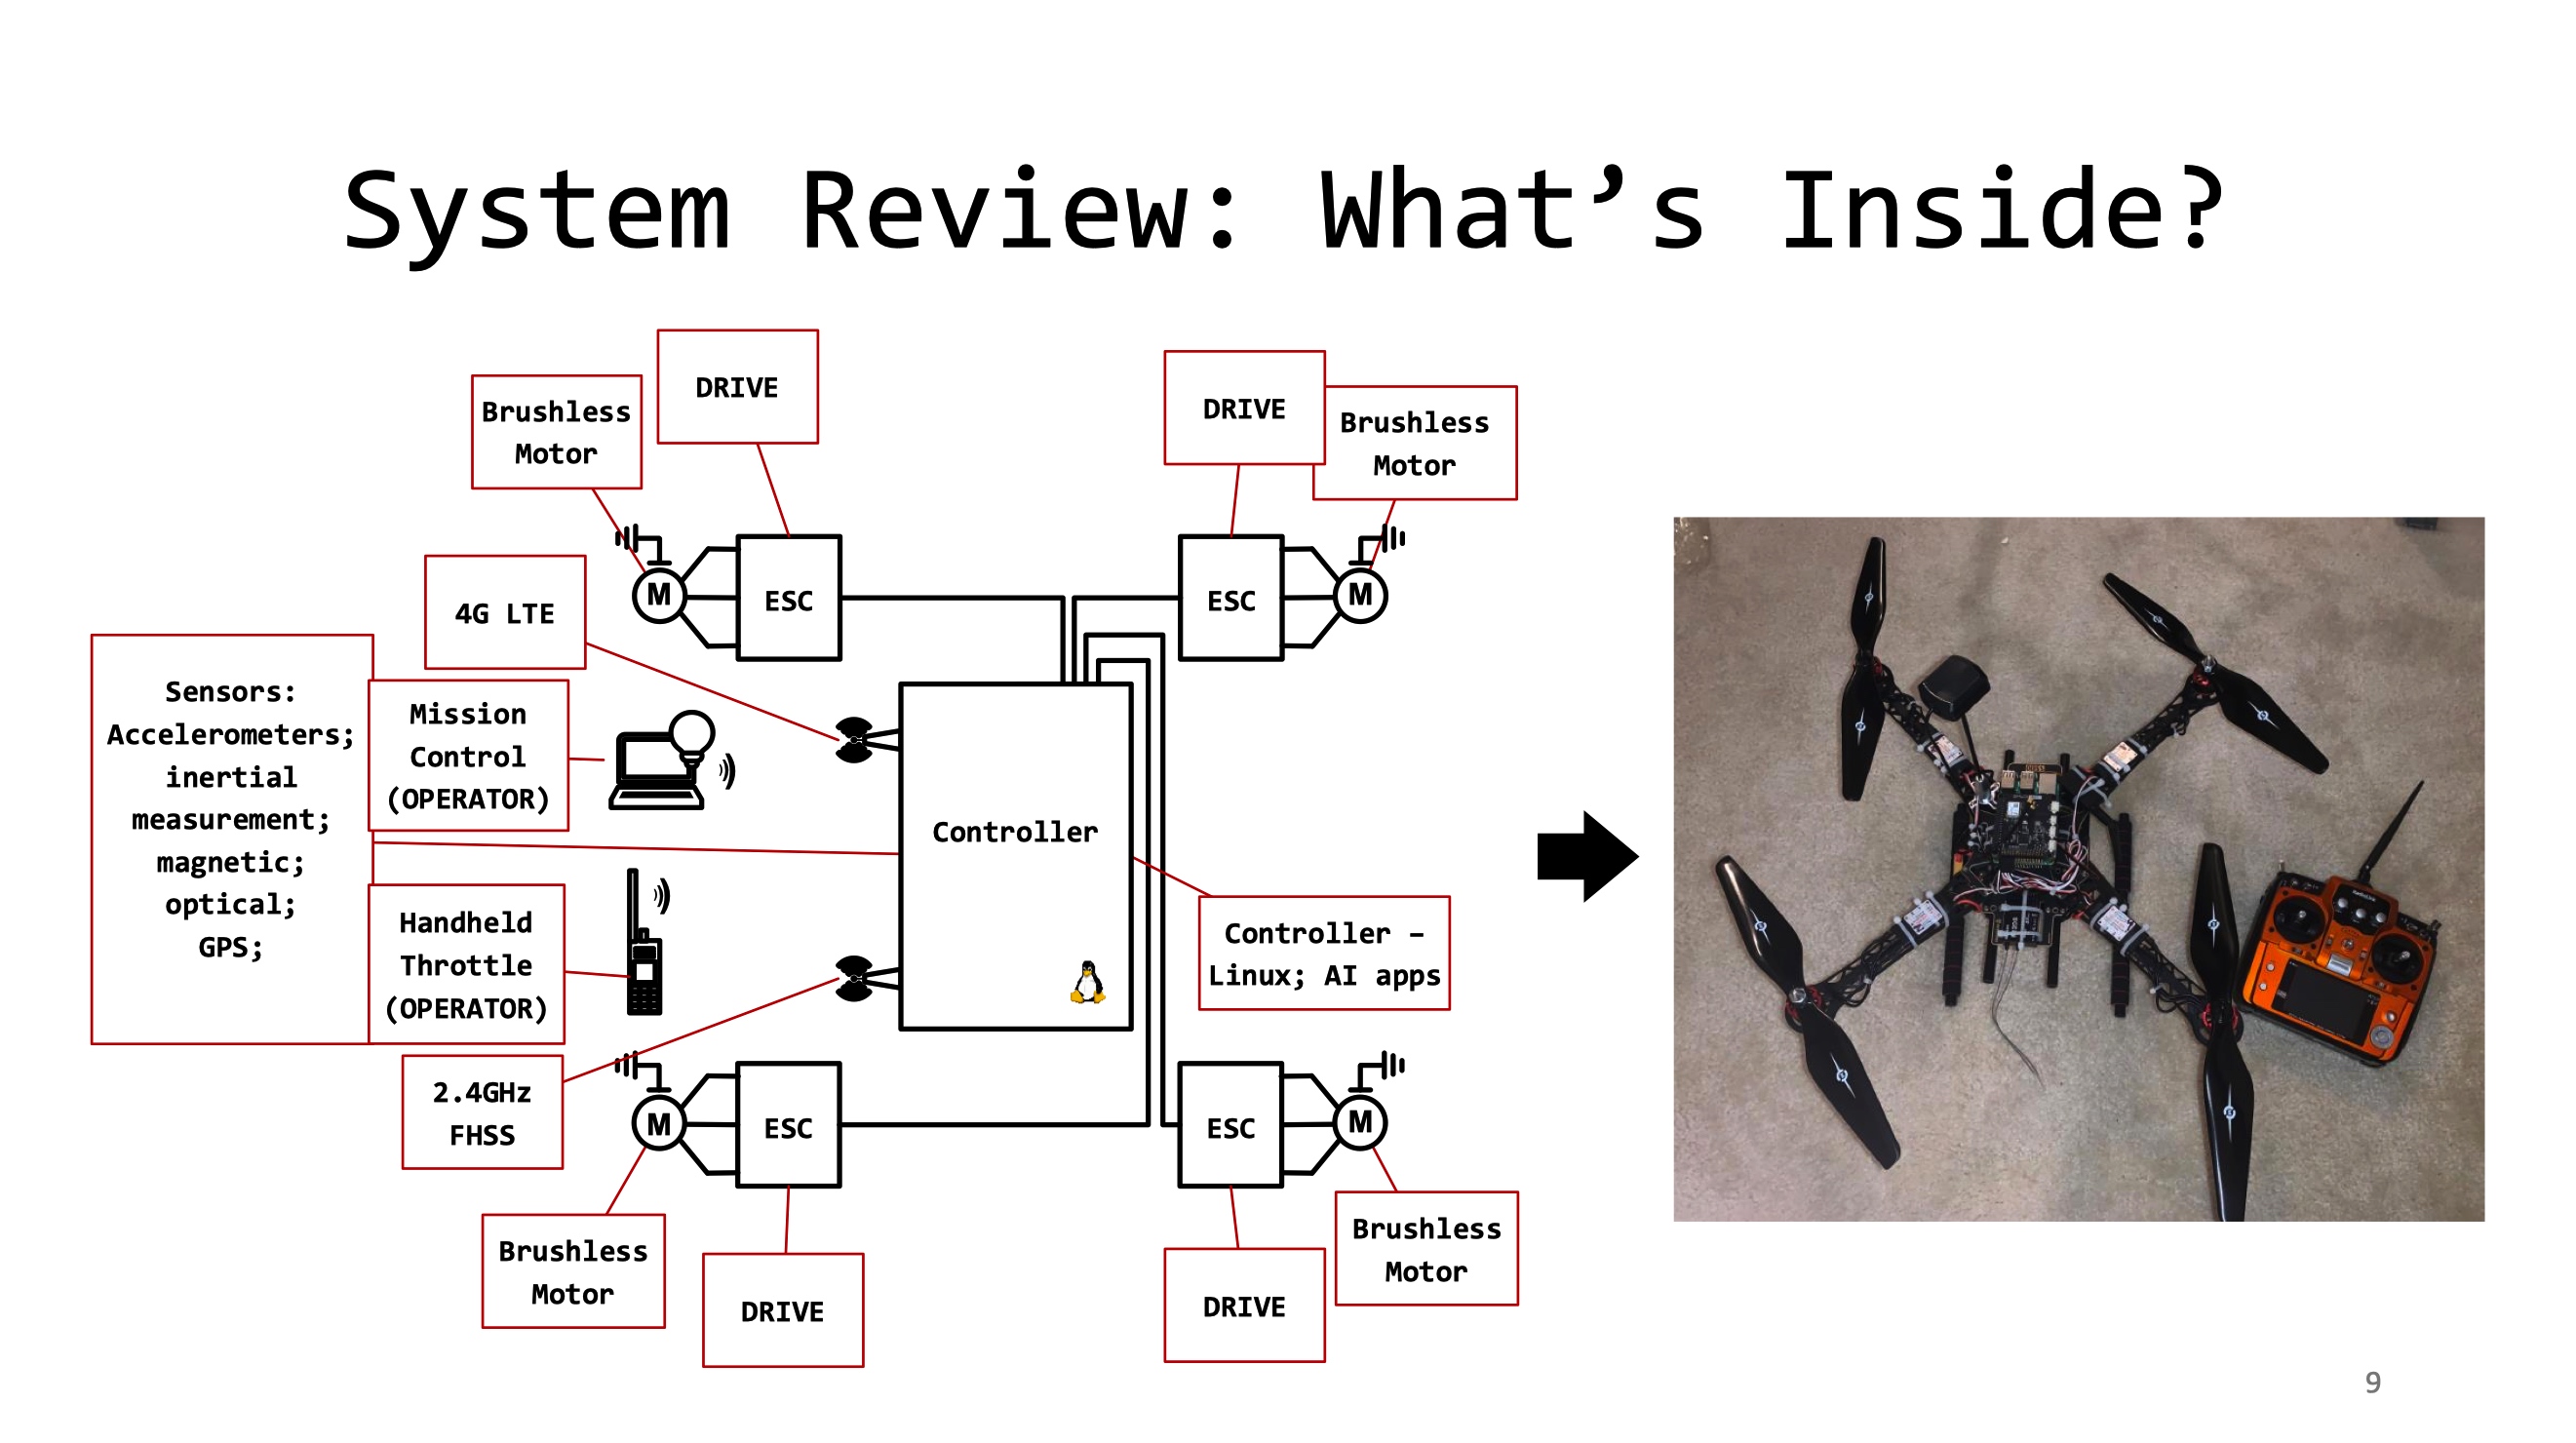 System Review: What’s Inside?
DRIVE
Brushless
Motor
DRIVE
Brushless
Motor
4G LTE
M
ESC
ESC
M
Sensors:
Accelerometers;
inertial
measurement;
magnetic;
optical;
GPS;
Mission
Control
(OPERATOR)
Controller
Handheld
Throttle
(OPERATOR)
Controller –
Linux; AI apps
2.4GHz
FHSS
M
ESC
ESC
M
Brushless
Motor
DRIVE
DRIVE
Brushless
Motor
9